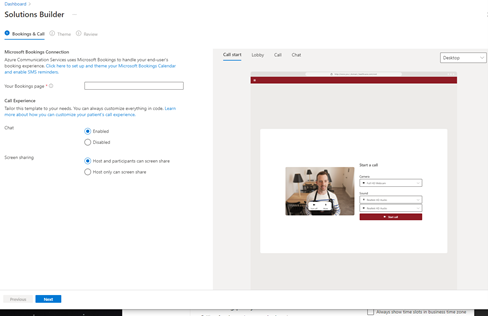 Dashboard >
Solutions Builder ...
Bookings & Call
Theme
Review
Microsoft Bookings Connection
Azure Communication Services uses Microsoft Bookings to handle your end-user's
booking experience. Click here to set up and theme your Microsoft Bookings Calendar
and enable SMS reminders.
Your Bookings page *
Call Experience
Tailor this template to your needs. You can always customize everything in code. Learn
more about how you can customize your patient's call experience.
Chat
Enabled
Disabled
Screen sharing
Host and participants can screen share
Host only can screen share
Previous
Next
Call start
Lobby
Call
Chat
Desktop
Start a call
Camera
Sound
Start call
Always show time slots in business time zone